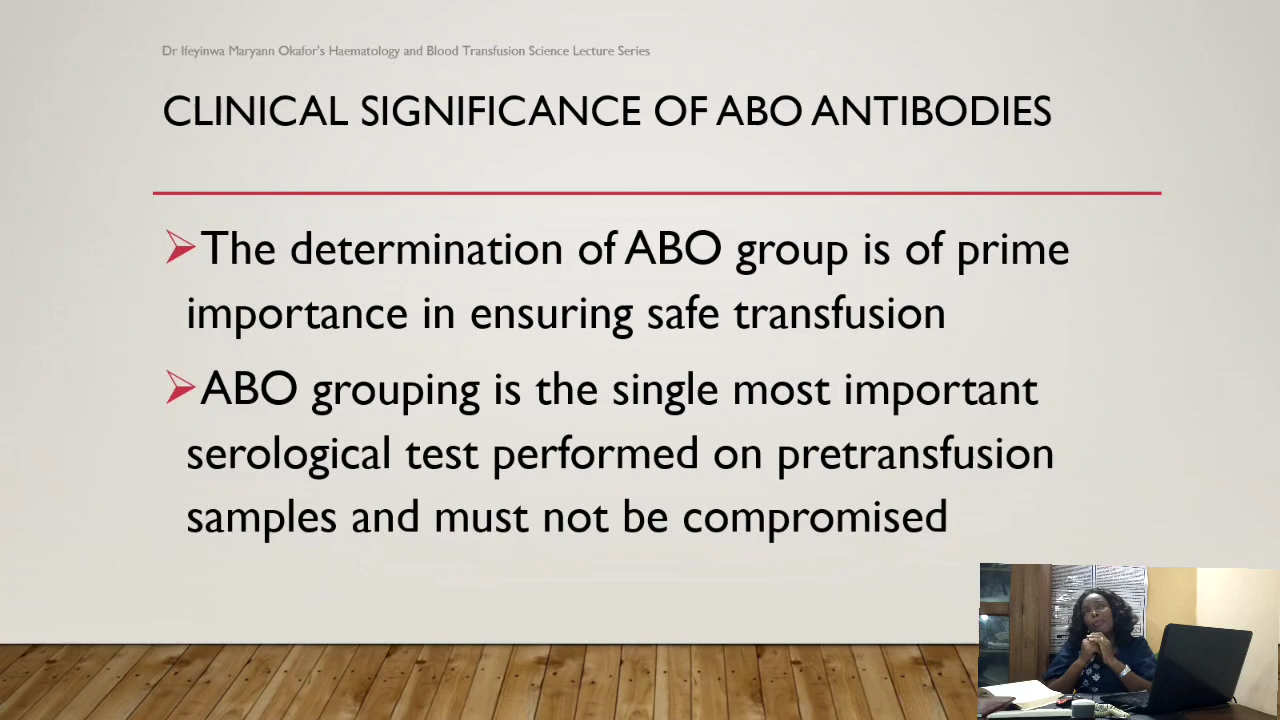 Dr Ifeyinwa Maryann Okafor's Haematology and Blood Transfusion Science Lecture Series
CLINICAL SIGNIFICANCE OF ABO ANTIBODIES
The determination of ABO group is of prime
importance in ensuring safe transfusion
ABO grouping is the single most important
serological test performed on pretransfusion
samples and must not be compromised